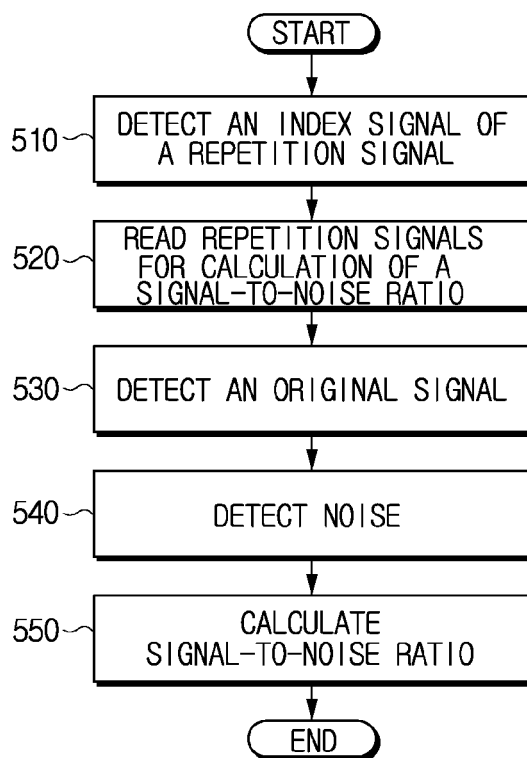 START
510
DETECT AN INDEX SIGNAL OF
A REPETITION SIGNAL
520
READ REPETITION SIGNALS
FOR CALCULATION OF A
SIGNAL-TO-NOISE RATIO
530
DETECT AN ORIGINAL SIGNAL
540
DETECT NOISE
550
CALCULATE
SIGNAL-TO-NOISE RATIO
END